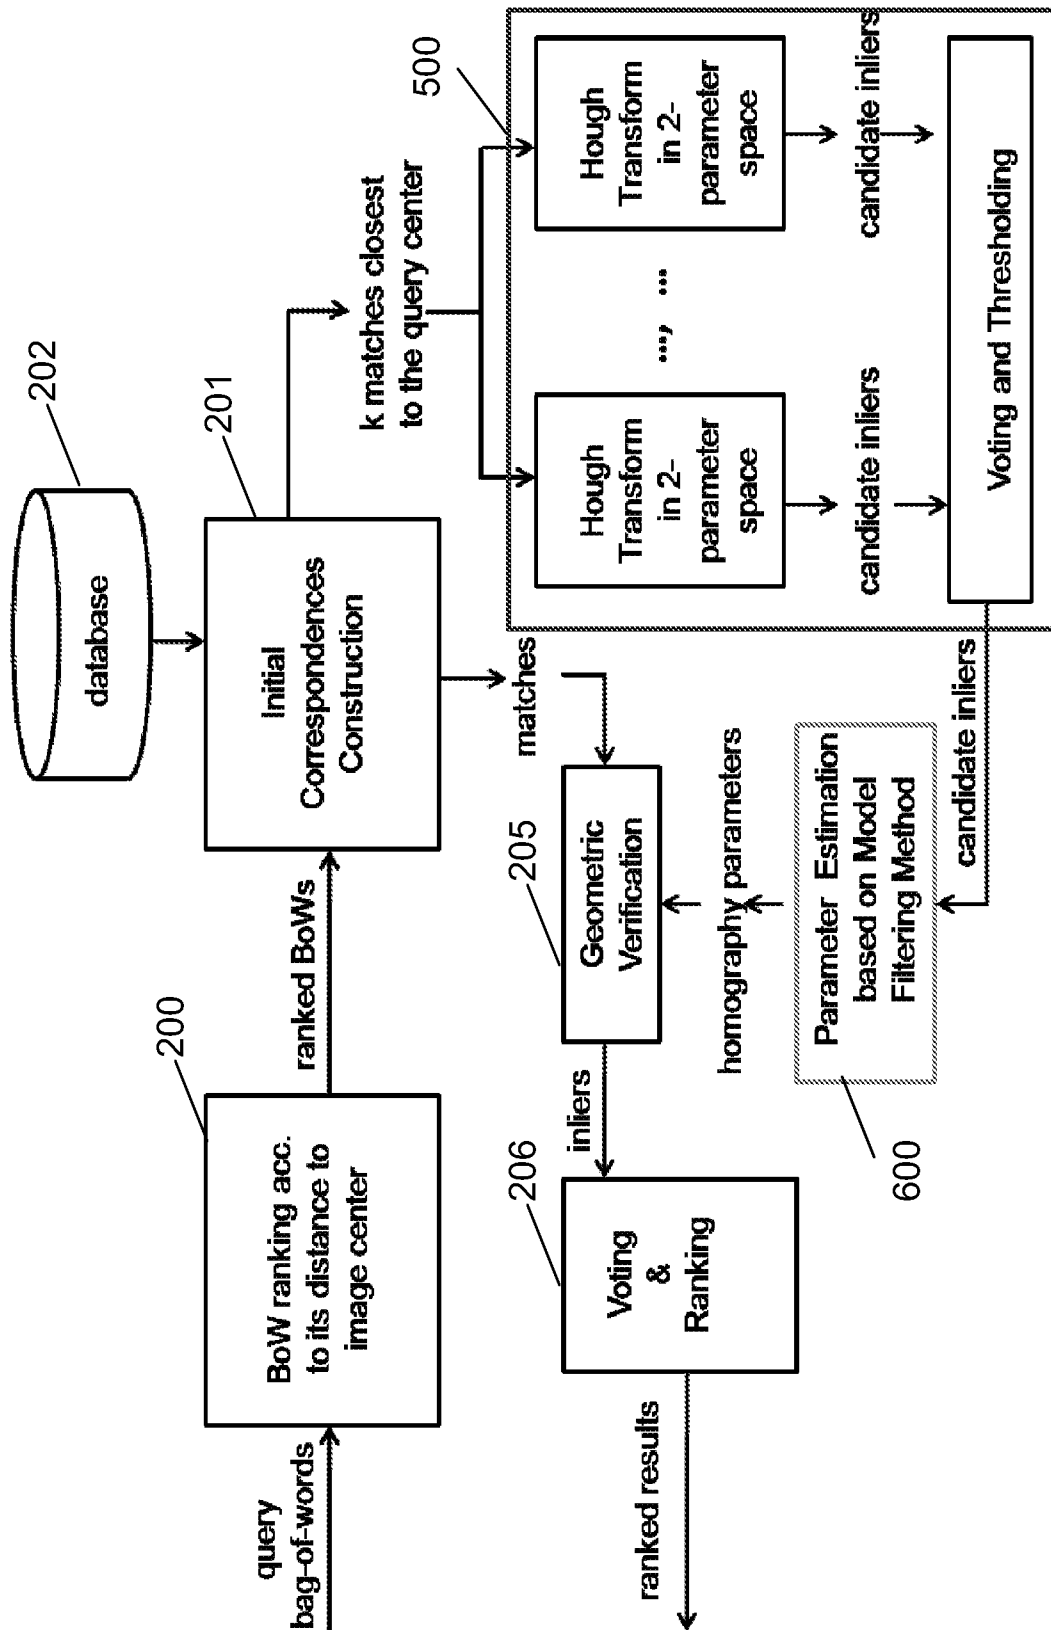 query
bag-of-words
200
BoW ranking acc.
to its distance to
image center
ranked BoWs
202
database
201
Initial
Correspondences
Construction
k matches closest
to the query center
matches
500
Hough
Transform
in 2-
parameter
space
..., ...
Hough
Transform
in 2-
parameter
space
candidate inliers
candidate inliers
Voting and Thresholding
candidate inliers
600
Parameter Estimation
based on Model
Filtering Method
homography parameters
205
Geometric
Verification
inliers
206
Voting
&
Ranking
ranked results